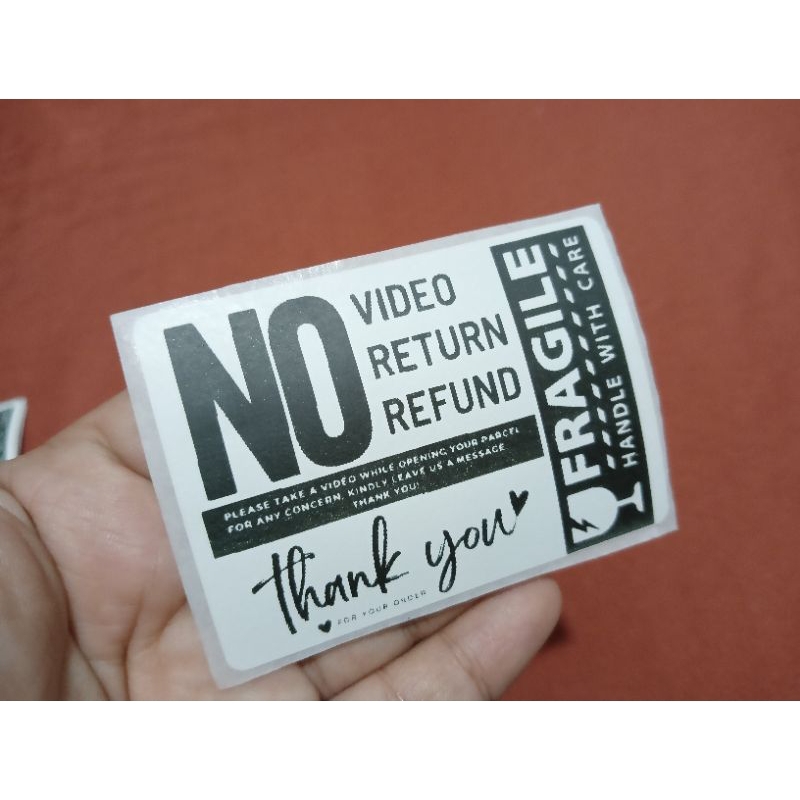 NO
VIDEO
RETURN
REFUND
PLEASE TAKE A VIDEO WHILE OPENING YOUR PARCEL
FOR ANY CONCERN, KINDLY LEAVE US A MESSAGE
THANK YOU!
thank you
FOR YOUR ORDER
FRAGILE
HANDLE WITH CARE